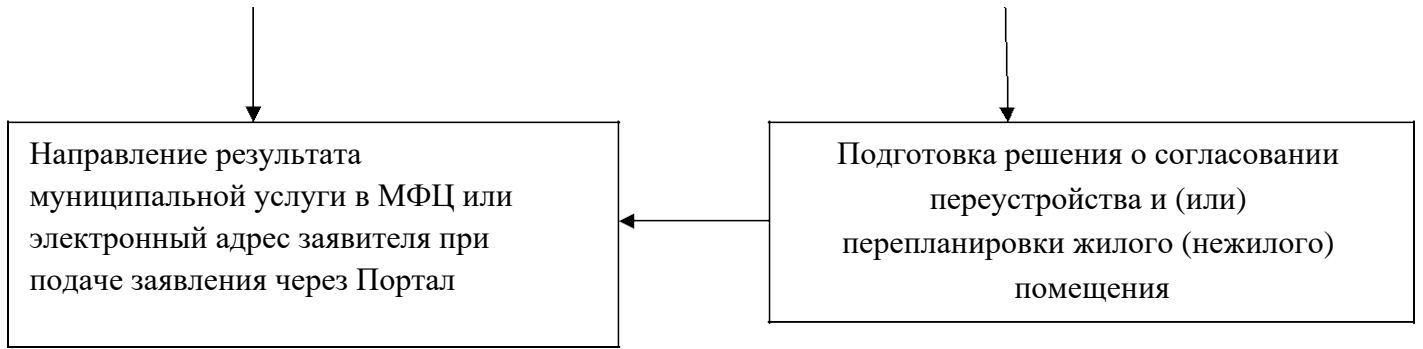 Направление результата
муниципальной услуги в МФЦ или
электронный адрес заявителя при
подаче заявления через Портал
Подготовка решения о согласовании
переустройства и (или)
перепланировки жилого (нежилого)
помещения